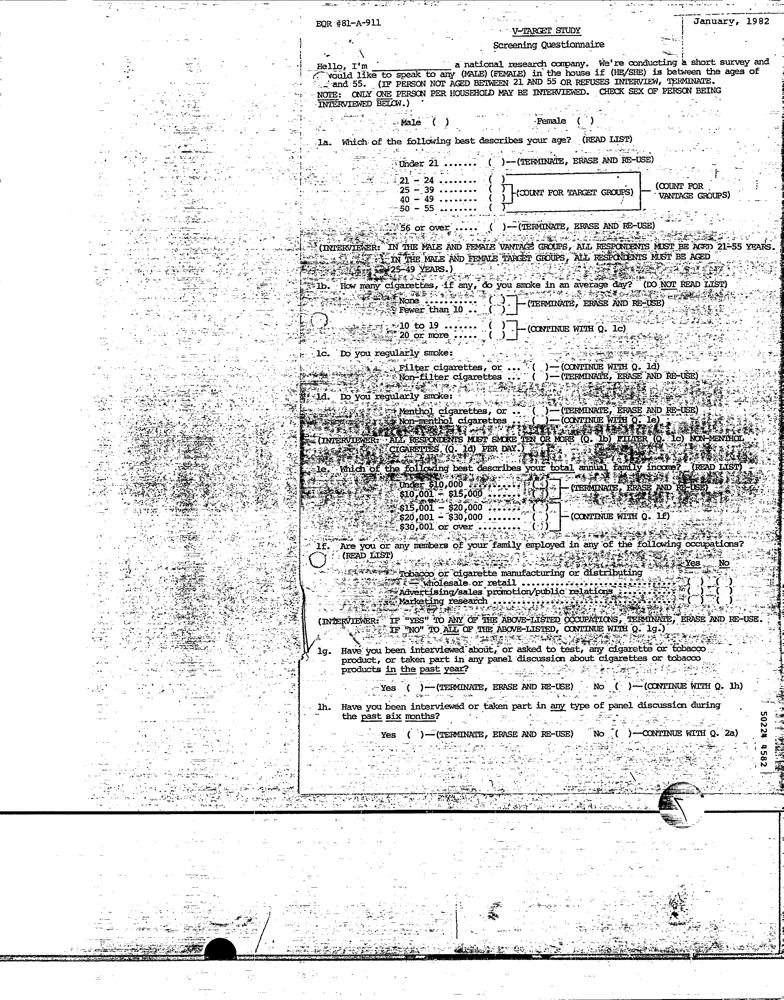 EQR #81-A-911
January, 1982
V-TARGET STUDY
Screening Questionnaire
Hello, I'm ____________ a national research company. We're conducting a short survey and
would like to speak to any (MALE) (FEMALE) in the house if (HE/SHE) is between the ages of
and 55. (IF PERSON NOT AGED BETWEEN 21 AND 55 OR REFUSES INTERVIEW, TERMINATE.
NOTE: ONLY ONE PERSON PER HOUSEHOLD MAY BE INTERVIEWED. CHECK SEX OF PERSON BEING
INTERVIEWED BELOW.)
Male ( ) Female ( )
1a. Which of the following best describes your age? (READ LIST)
Under 21 ....... ( )—(TERMINATE, ERASE AND RE-USE)
21 - 24 ........ ( )
25 - 39 ........ ( )
40 - 49 ........ ( )
50 - 55 ........ ( )
(COUNT FOR TARGET GROUPS)
(COUNT FOR
VANTAGE GROUPS)
56 or over ..... ( )—(TERMINATE, ERASE AND RE-USE)
(INTERVIEWER: IN THE MALE AND FEMALE VANTAGE GROUPS, ALL RESPONDENTS MUST BE AGED 21-55 YEARS.
IN THE MALE AND FEMALE TARGET GROUPS, ALL RESPONDENTS MUST BE AGED
25-49 YEARS.)
1b. How many cigarettes, if any, do you smoke in an average day? (DO NOT READ LIST)
None ........... ( )
Fewer than 10 .. ( )
(TERMINATE, ERASE AND RE-USE)
10 to 19 ....... ( )
20 or more ..... ( )
(CONTINUE WITH Q. 1c)
1c. Do you regularly smoke:
Filter cigarettes, or ... ( )—(CONTINUE WITH Q. 1d)
Non-filter cigarettes ... ( )—(TERMINATE, ERASE AND RE-USE)
1d. Do you regularly smoke:
Menthol cigarettes, or .. ( )—(TERMINATE, ERASE AND RE-USE)
Non-menthol cigarettes .. ( )—(CONTINUE WITH Q. 1e)
(INTERVIEWER: ALL RESPONDENTS MUST SMOKE TEN OR MORE (Q. 1b) FILTER (Q. 1c) NON-MENTHOL
CIGARETTES (Q. 1d) PER DAY.)
1e. Which of the following best describes your total annual family income? (READ LIST)
Under $10,000 ........... ( )
$10,001 - $15,000 ....... ( )
(TERMINATE, ERASE AND RE-USE)
$15,001 - $20,000 ....... ( )
$20,001 - $30,000 ....... ( )
$30,001 or over ......... ( )
(CONTINUE WITH Q. 1f)
1f. Are you or any members of your family employed in any of the following occupations?
(READ LIST)
Yes No
Tobacco or cigarette manufacturing or distributing
— wholesale or retail ............................ ( )—( )
Advertising/sales promotion/public relations ....... ( )—( )
Marketing research ................................. ( )—( )
(INTERVIEWER: IF "YES" TO ANY OF THE ABOVE-LISTED OCCUPATIONS, TERMINATE, ERASE AND RE-USE.
IF "NO" TO ALL OF THE ABOVE-LISTED, CONTINUE WITH Q. 1g.)
1g. Have you been interviewed about, or asked to test, any cigarette or tobacco
product, or taken part in any panel discussion about cigarettes or tobacco
products in the past year?
Yes ( )—(TERMINATE, ERASE AND RE-USE) No ( )—(CONTINUE WITH Q. 1h)
1h. Have you been interviewed or taken part in any type of panel discussion during
the past six months?
Yes ( )—(TERMINATE, ERASE AND RE-USE) No ( )—CONTINUE WITH Q. 2a)
50224 4582